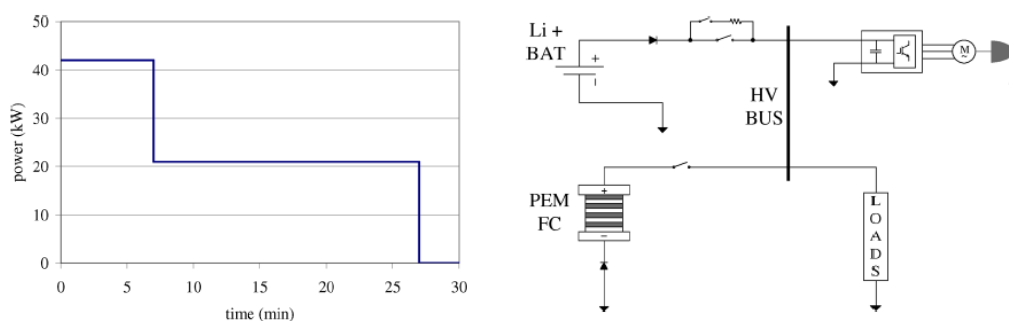 50
40
30
20
10
0
power (kW)
0 5 10 15 20 25 30
time (min)
Li +
BAT
+
−
HV
BUS
M
~
PEM
FC
+
−
L
O
A
D
S